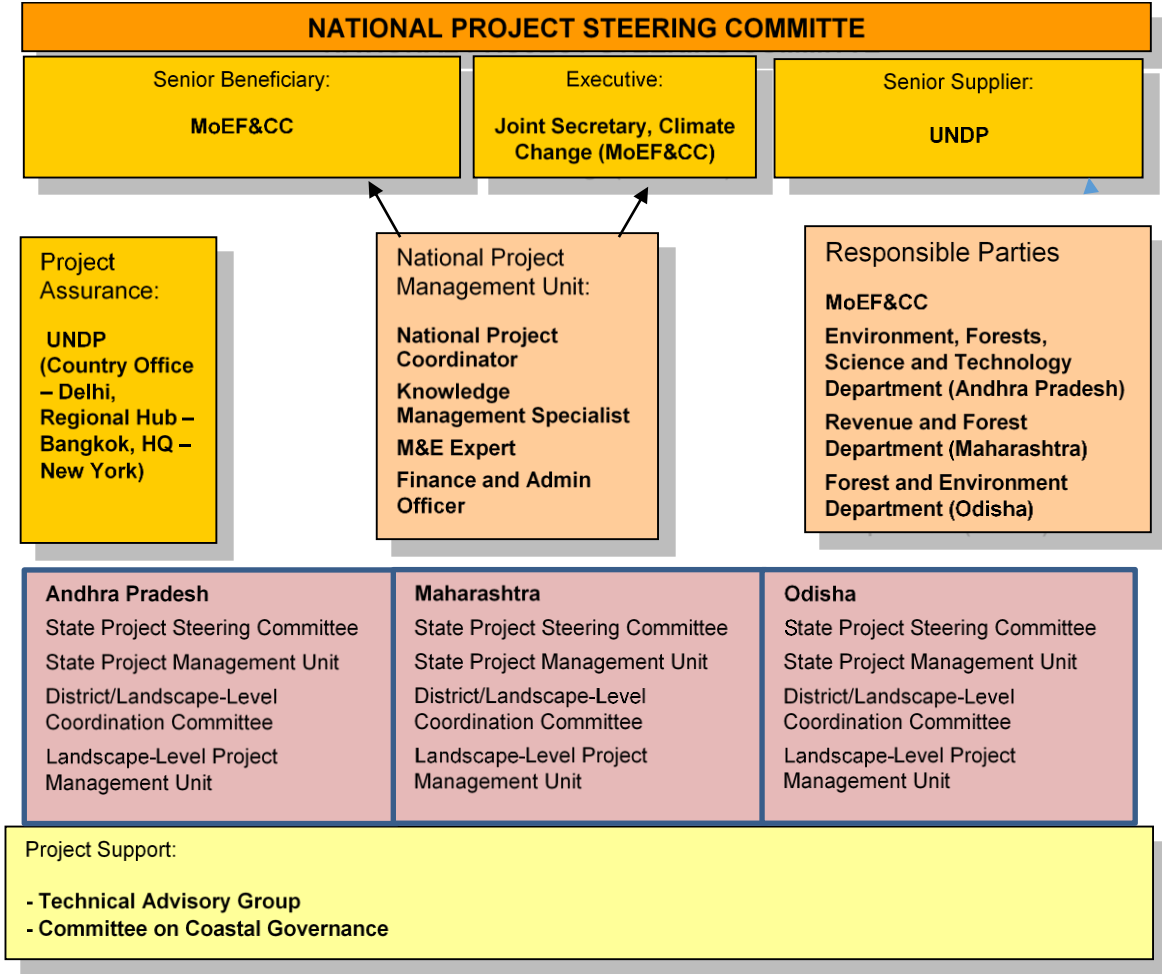 NATIONAL PROJECT STEERING COMMITTE
Senior Beneficiary:
MoEF&CC
Executive:
Joint Secretary, Climate
Change (MoEF&CC)
Senior Supplier:
UNDP
Project
Assurance:
UNDP
(Country Office
– Delhi,
Regional Hub –
Bangkok, HQ –
New York)
National Project
Management Unit:
National Project
Coordinator
Knowledge
Management Specialist
M&E Expert
Finance and Admin
Officer
Responsible Parties
MoEF&CC
Environment, Forests,
Science and Technology
Department (Andhra Pradesh)
Revenue and Forest
Department (Maharashtra)
Forest and Environment
Department (Odisha)
Andhra Pradesh
State Project Steering Committee
State Project Management Unit
District/Landscape-Level
Coordination Committee
Landscape-Level Project
Management Unit
Maharashtra
State Project Steering Committee
State Project Management Unit
District/Landscape-Level
Coordination Committee
Landscape-Level Project
Management Unit
Odisha
State Project Steering Committee
State Project Management Unit
District/Landscape-Level
Coordination Committee
Landscape-Level Project
Management Unit
Project Support:
- Technical Advisory Group
- Committee on Coastal Governance